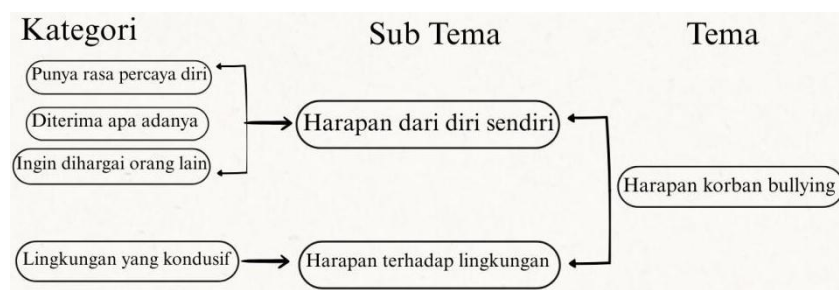 Kategori
Sub Tema
Tema
Punya rasa percaya diri
Diterima apa adanya
Ingin dihargai orang lain
Harapan dari diri sendiri
Harapan korban bullying
Lingkungan yang kondusif
Harapan terhadap lingkungan